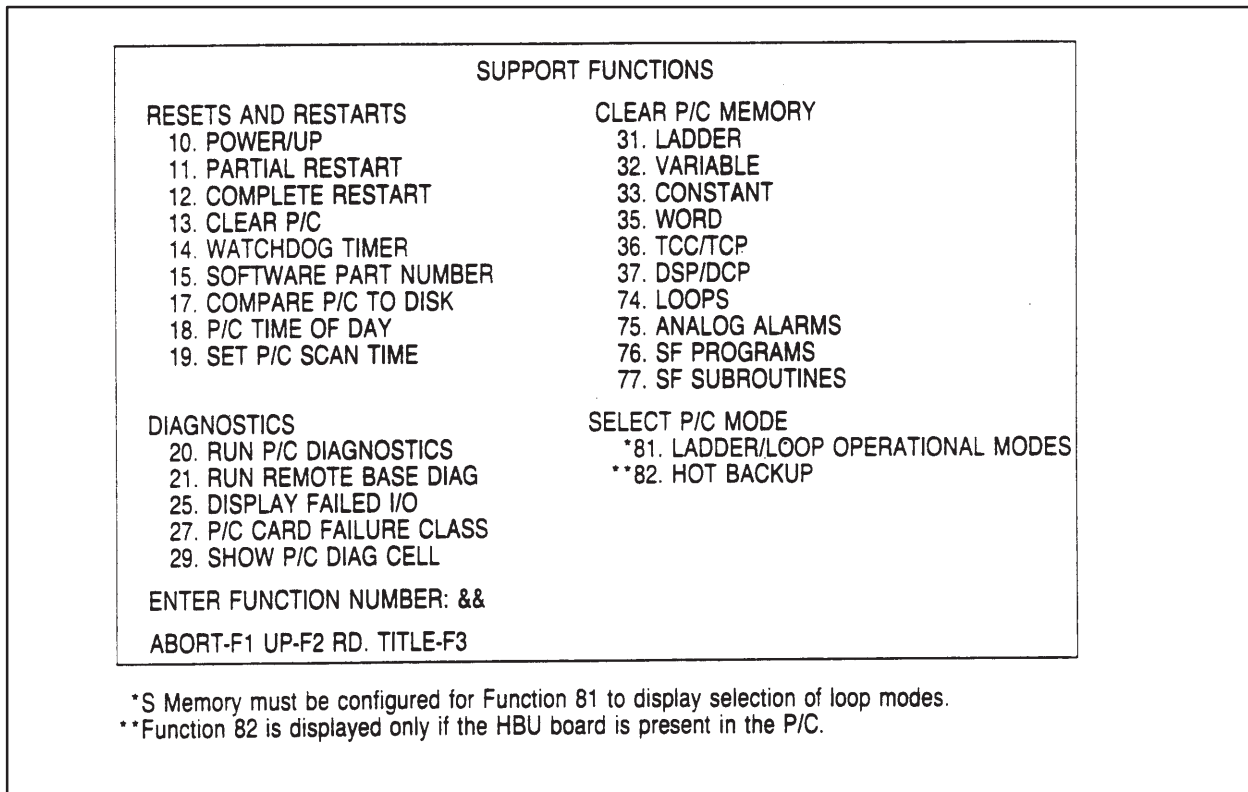 SUPPORT FUNCTIONS
RESETS AND RESTARTS
10. POWER/UP
11. PARTIAL RESTART
12. COMPLETE RESTART
13. CLEAR P/C
14. WATCHDOG TIMER
15. SOFTWARE PART NUMBER
17. COMPARE P/C TO DISK
18. P/C TIME OF DAY
19. SET P/C SCAN TIME
CLEAR P/C MEMORY
31. LADDER
32. VARIABLE
33. CONSTANT
35. WORD
36. TCC/TCP
37. DSP/DCP
74. LOOPS
75. ANALOG ALARMS
76. SF PROGRAMS
77. SF SUBROUTINES
DIAGNOSTICS
20. RUN P/C DIAGNOSTICS
21. RUN REMOTE BASE DIAG
25. DISPLAY FAILED I/O
27. P/C CARD FAILURE CLASS
29. SHOW P/C DIAG CELL
SELECT P/C MODE
*81. LADDER/LOOP OPERATIONAL MODES
**82. HOT BACKUP
ENTER FUNCTION NUMBER: &&
ABORT-F1 UP-F2 RD. TITLE-F3
*S Memory must be configured for Function 81 to display selection of loop modes.
**Function 82 is displayed only if the HBU board is present in the P/C.